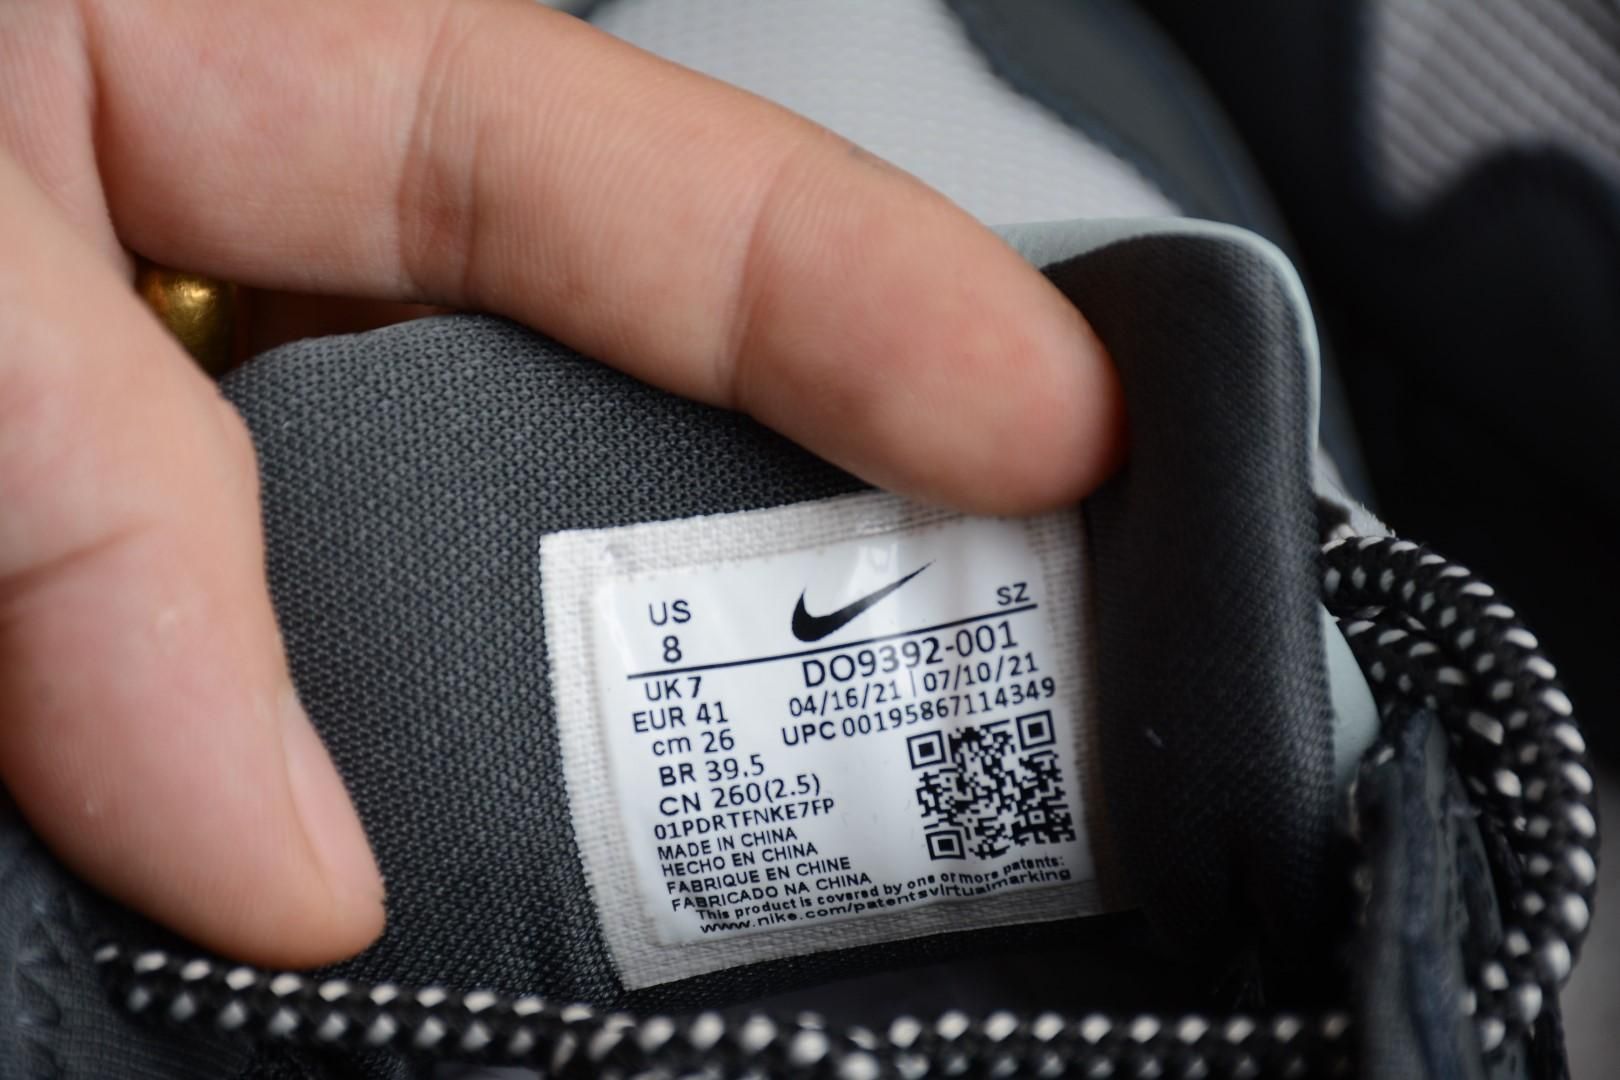 US
8
SZ
DO9392-001
UK 7
04/16/21 | 07/10/21
EUR 41
UPC 00195867114349
cm 26
BR 39.5
CN 260(2.5)
01PDRTFNKE7FP
MADE IN CHINA
HECHO EN CHINA
FABRIQUE EN CHINE
FABRICADO NA CHINA
This product is covered by one or more patents:
www.nike.com/patentsvirtualmarking